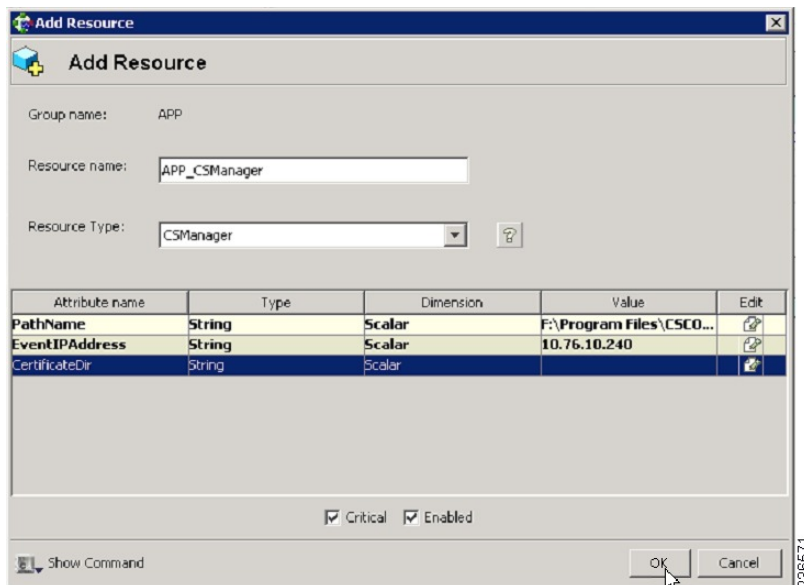 Add Resource
Add Resource
Group name: APP
Resource name: APP_CSManager
Resource Type: CSManager
?
Attribute name Type Dimension Value Edit
PathName String Scalar F:\Program Files\CSCO...
EventIPAddress String Scalar 10.76.10.240
CertificateDir String Scalar
Critical Enabled
Show Command OK Cancel